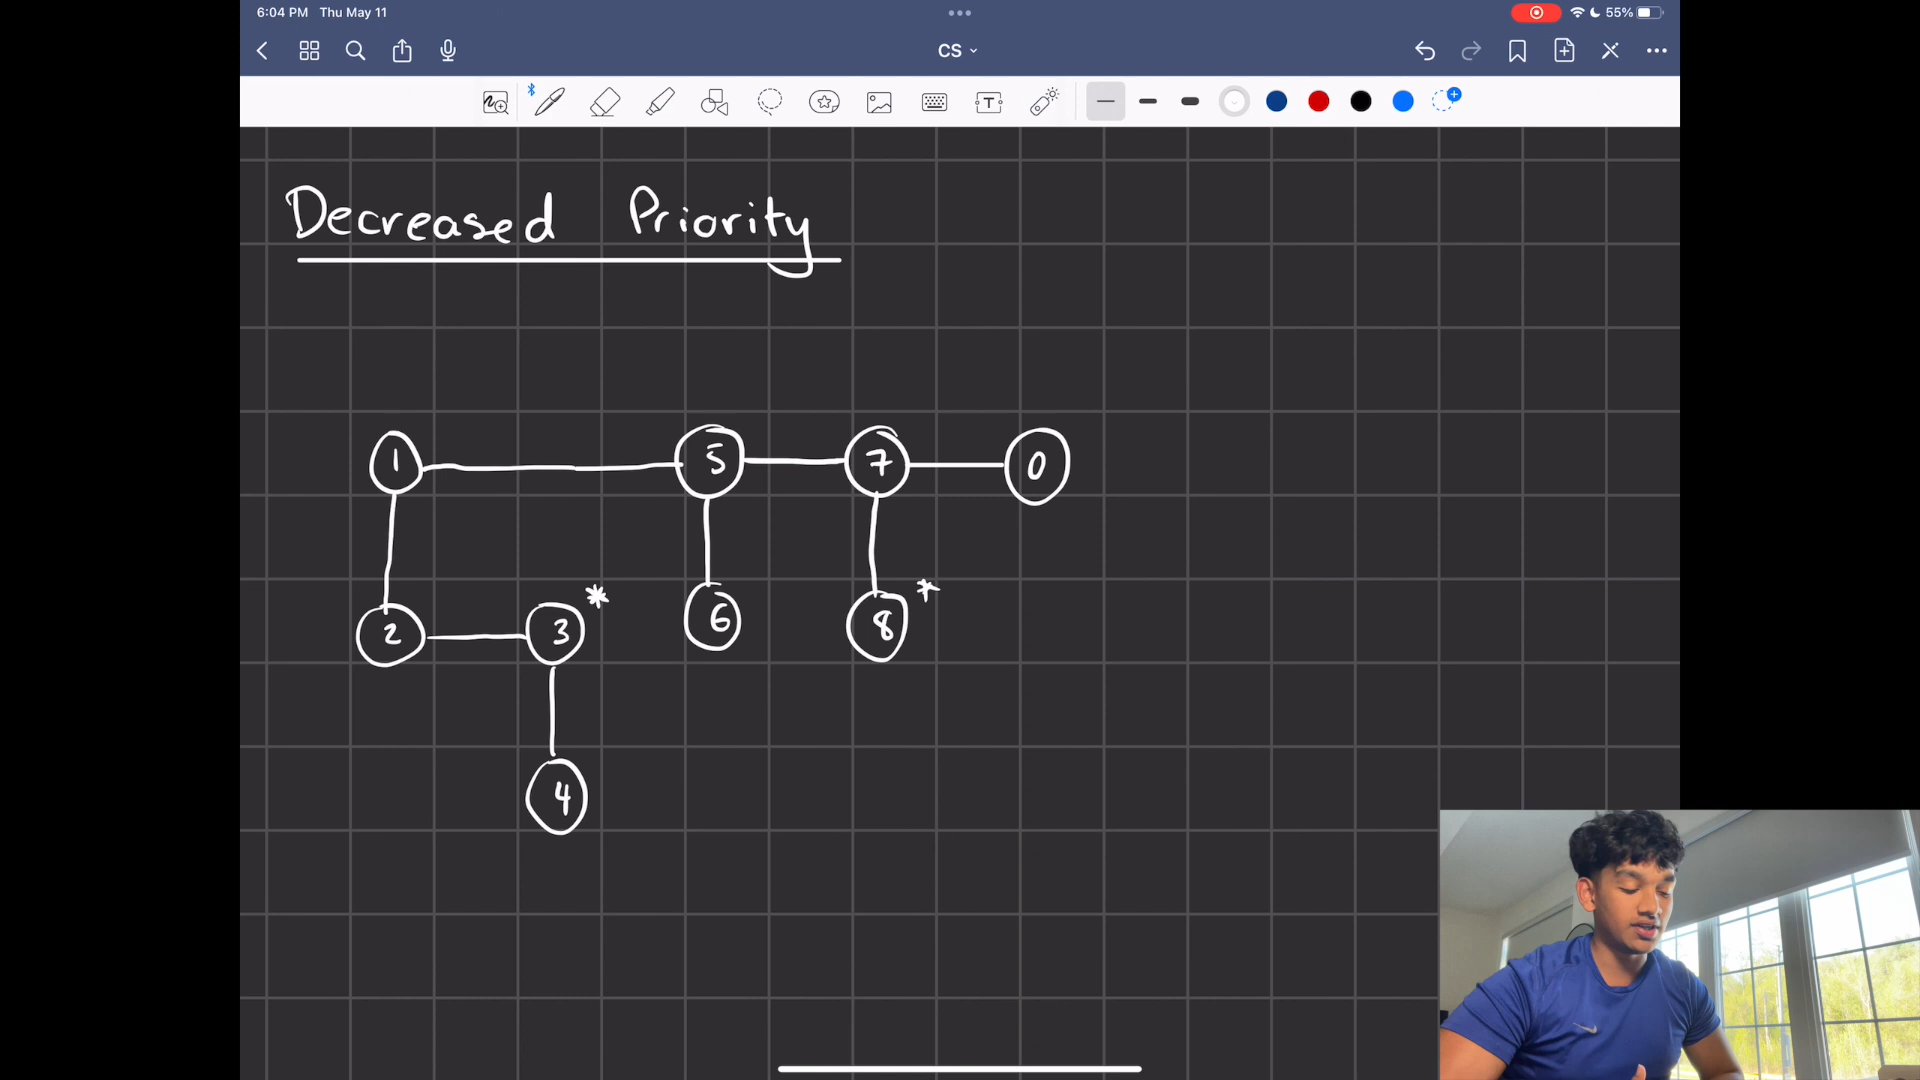 6:04 PM Thu May 11
55%
CS
T
Decreased Priority
1 5 7 0
* *
2 3 6 8
4